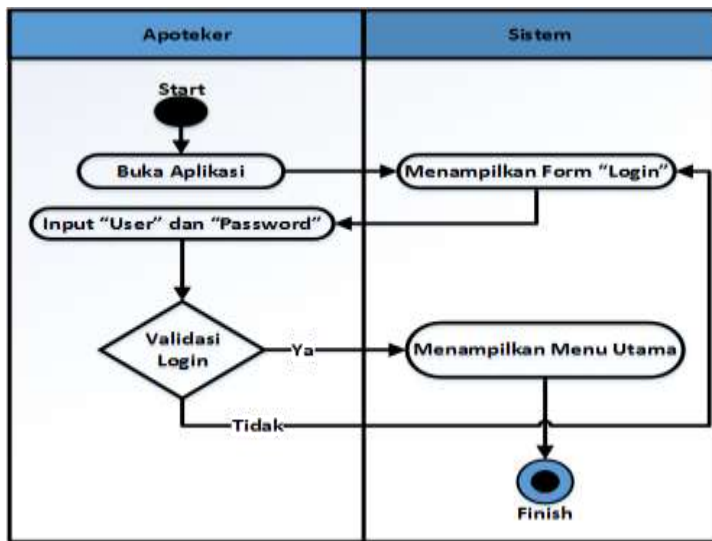 Apoteker
Sistem
Start
Buka Aplikasi
Menampilkan Form “Login”
Input “User” dan “Password”
Validasi
Login
Ya
Menampilkan Menu Utama
Tidak
Finish